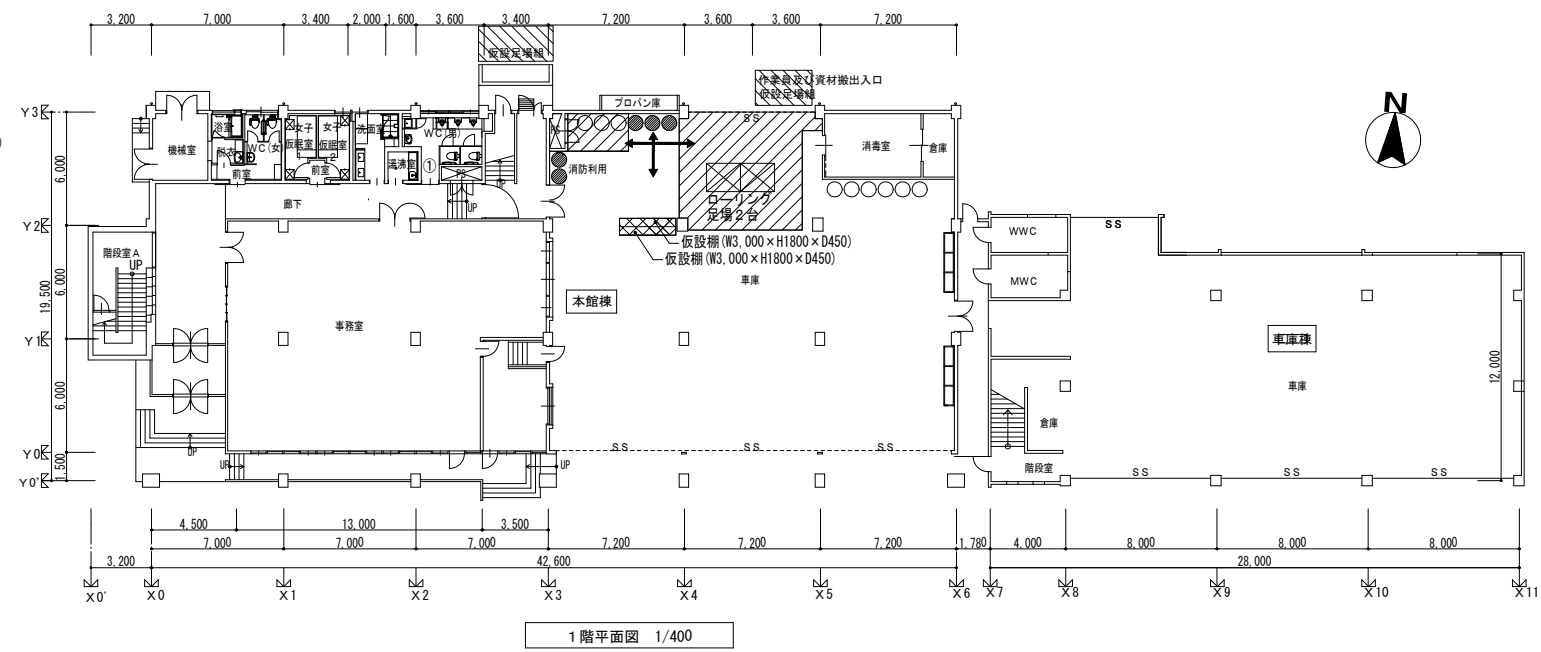 3,200
7,000
3,400
2,000
1,600
3,600
3,400
7,200
3,600
3,600
7,200
仮設足場組
作業員及び資材搬出入口
仮設足場組
プロパン庫
N
Y3
6,000
機械室
浴室
脱衣
WC(女)
前室
女子
仮眠室
1
女子
仮眠室
2
前室
洗面室
WC(男)
湯沸室
①
PS
PS
UP
消防利用
SS
消毒室
倉庫
廊下
UP
ローリング
足場2台
仮設棚(W3,000×H1800×D450)
仮設棚(W3,000×H1800×D450)
Y2
階段室A
UP
19,500
6,000
本館棟
車庫
WWC
MWC
SS
事務室
Y1
車庫棟
車庫
12,000
6,000
倉庫
Y0
SS
SS
SS
UP
UP
UP
階段室
SS
SS
SS
1,500
Y0'
4,500
13,000
3,500
7,000
7,000
7,000
7,200
7,200
7,200
1,780
4,000
8,000
8,000
8,000
3,200
42,600
28,000
X0'
X0
X1
X2
X3
X4
X5
X6
X7
X8
X9
X10
X11
1階平面図 1/400